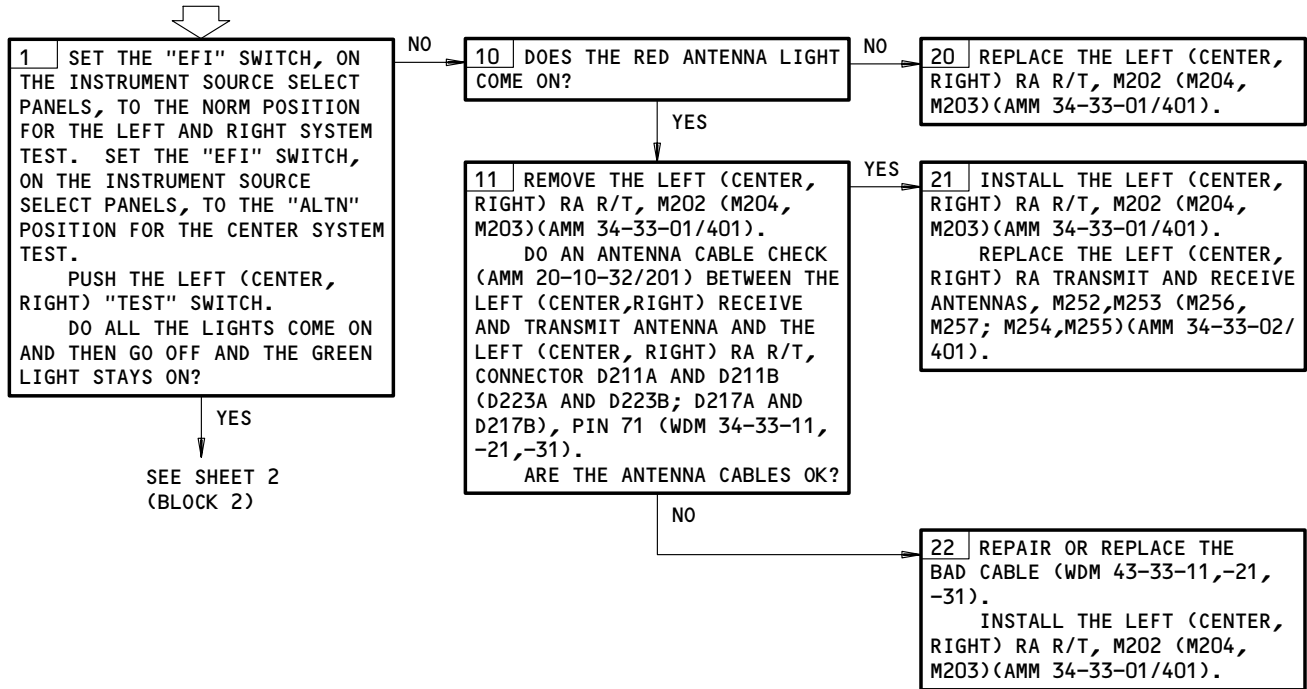 1 SET THE "EFI" SWITCH, ON
THE INSTRUMENT SOURCE SELECT
PANELS, TO THE NORM POSITION
FOR THE LEFT AND RIGHT SYSTEM
TEST. SET THE "EFI" SWITCH,
ON THE INSTRUMENT SOURCE
SELECT PANELS, TO THE "ALTN"
POSITION FOR THE CENTER SYSTEM
TEST.
PUSH THE LEFT (CENTER,
RIGHT) "TEST" SWITCH.
DO ALL THE LIGHTS COME ON
AND THEN GO OFF AND THE GREEN
LIGHT STAYS ON?
YES
SEE SHEET 2
(BLOCK 2)
NO
10 DOES THE RED ANTENNA LIGHT
COME ON?
NO
20 REPLACE THE LEFT (CENTER,
RIGHT) RA R/T, M202 (M204,
M203)(AMM 34-33-01/401).
YES
11 REMOVE THE LEFT (CENTER,
RIGHT) RA R/T, M202 (M204,
M203)(AMM 34-33-01/401).
DO AN ANTENNA CABLE CHECK
(AMM 20-10-32/201) BETWEEN THE
LEFT (CENTER,RIGHT) RECEIVE
AND TRANSMIT ANTENNA AND THE
LEFT (CENTER, RIGHT) RA R/T,
CONNECTOR D211A AND D211B
(D223A AND D223B; D217A AND
D217B), PIN 71 (WDM 34-33-11,
-21,-31).
ARE THE ANTENNA CABLES OK?
YES
21 INSTALL THE LEFT (CENTER,
RIGHT) RA R/T, M202 (M204,
M203)(AMM 34-33-01/401).
REPLACE THE LEFT (CENTER,
RIGHT) RA TRANSMIT AND RECEIVE
ANTENNAS, M252,M253 (M256,
M257; M254,M255)(AMM 34-33-02/
401).
NO
22 REPAIR OR REPLACE THE
BAD CABLE (WDM 43-33-11,-21,
-31).
INSTALL THE LEFT (CENTER,
RIGHT) RA R/T, M202 (M204,
M203)(AMM 34-33-01/401).